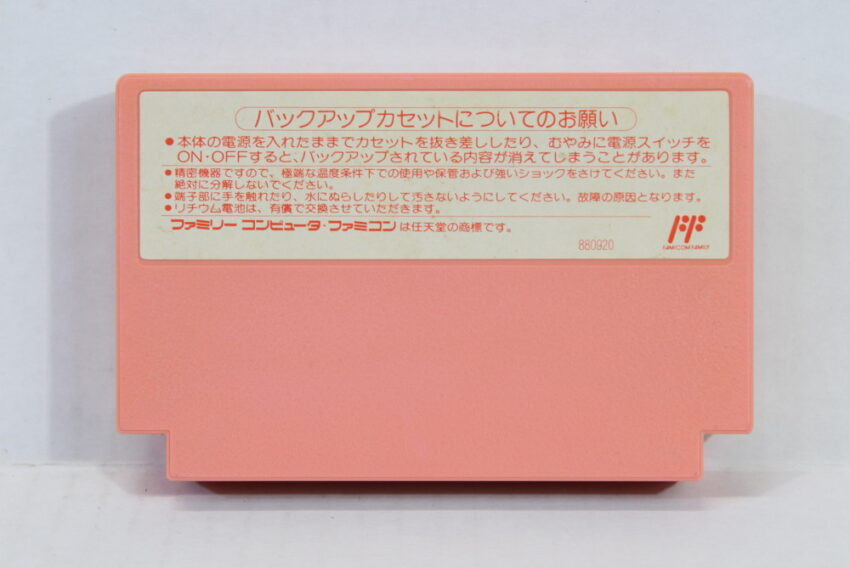 バックアップカセットについてのお願い
●本体の電源を入れたままでカセットを抜き差ししたり、むやみに電源スイッチを
ON・OFFすると、バックアップされている内容が消えてしまうことがあります。
●精密機器ですので、極端な温度条件下での使用や保管および強いショックをさけてください。また
絶対に分解しないでください。
●端子部に手を触れたり、水にぬらしたりして汚さないようにしてください。故障の原因となります。
●リチウム電池は、有償で交換させていただきます。
ファミリー コンピュータ・ファミコンは任天堂の商標です。
880920
FAMICOM FAMILY